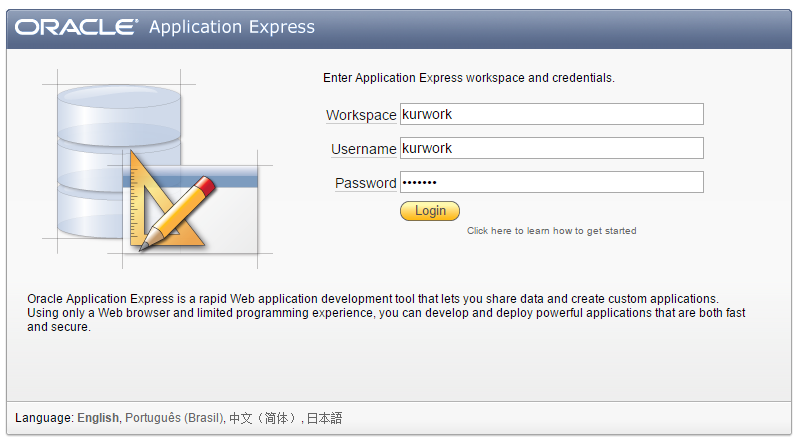 ORACLE® Application Express
Enter Application Express workspace and credentials.
Workspace kurwork
Username kurwork
Password •••••••
Login
Click here to learn how to get started
Oracle Application Express is a rapid Web application development tool that lets you share data and create custom applications.
Using only a Web browser and limited programming experience, you can develop and deploy powerful applications that are both fast
and secure.
Language: English, Português (Brasil), 中文（简体）, 日本語